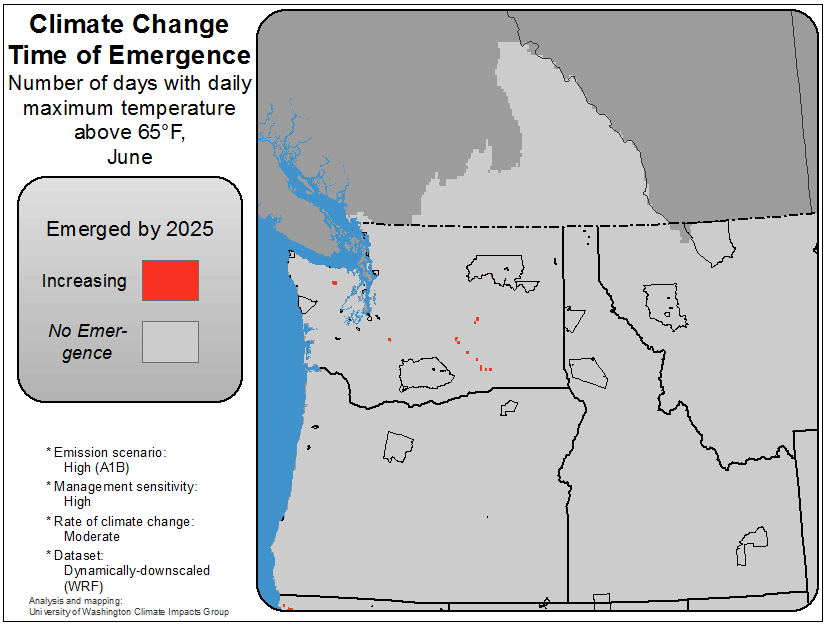 Climate Change
Time of Emergence
Number of days with daily
maximum temperature
above 65°F,
June
Emerged by 2025
Increasing
No Emer-
gence
* Emission scenario:
High (A1B)
* Management sensitivity:
High
* Rate of climate change:
Moderate
* Dataset:
Dynamically-downscaled
(WRF)
Analysis and mapping:
University of Washington Climate Impacts Group